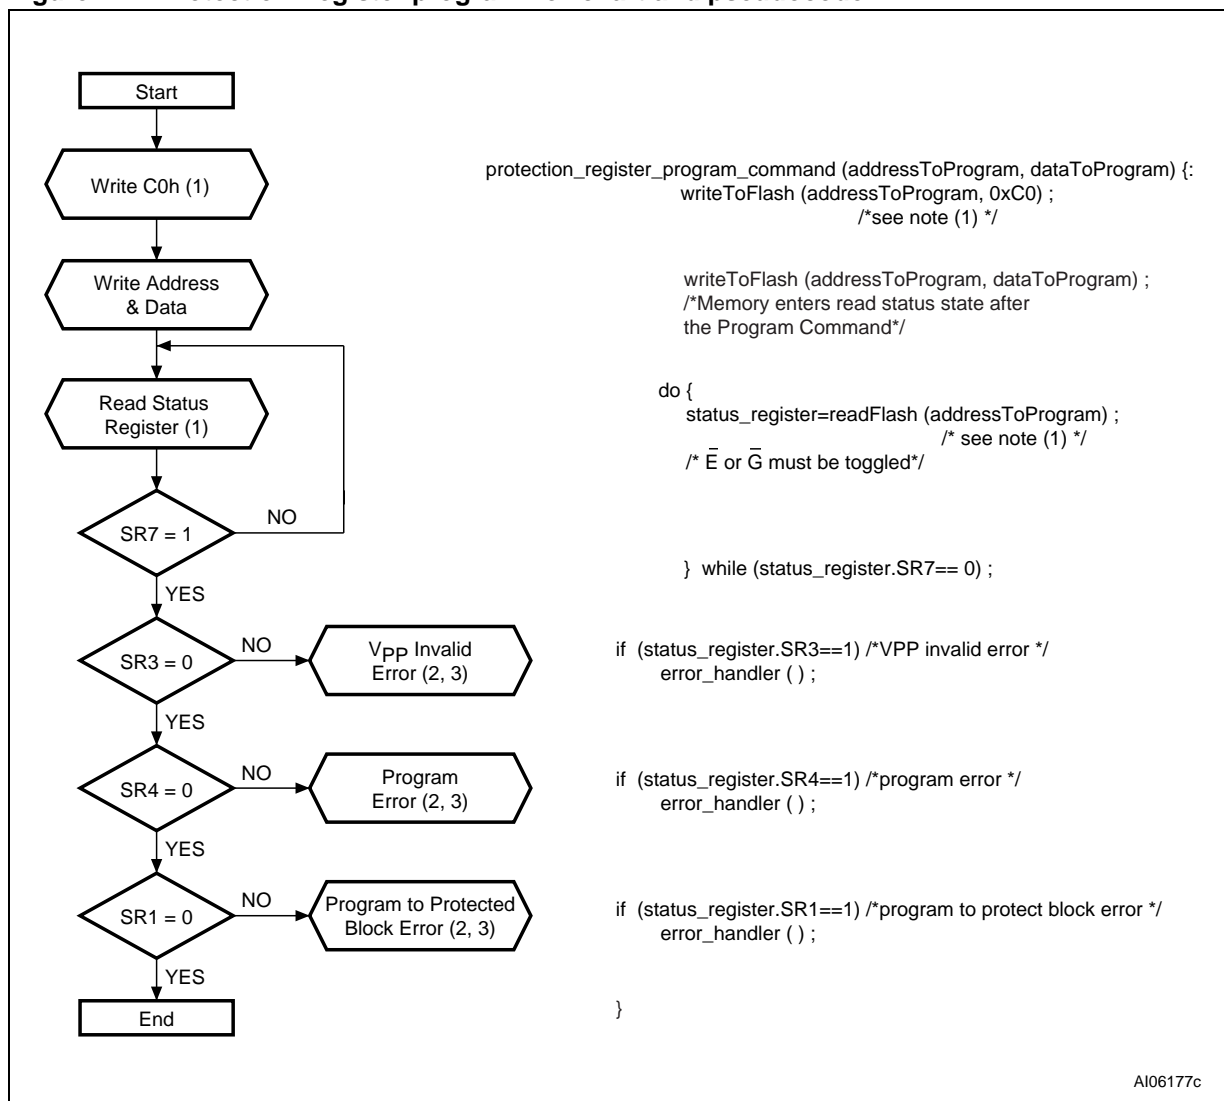 Start
Write C0h (1)
Write Address
& Data
Read Status
Register (1)
SR7 = 1
NO
YES
SR3 = 0
NO
VPP Invalid
Error (2, 3)
YES
SR4 = 0
NO
Program
Error (2, 3)
YES
SR1 = 0
NO
Program to Protected
Block Error (2, 3)
YES
End
protection_register_program_command (addressToProgram, dataToProgram) {:
writeToFlash (addressToProgram, 0xC0) ;
/*see note (1) */
writeToFlash (addressToProgram, dataToProgram) ;
/*Memory enters read status state after
the Program Command*/
do {
status_register=readFlash (addressToProgram) ;
/* see note (1) */
/* E̅ or G̅ must be toggled*/
} while (status_register.SR7== 0) ;
if (status_register.SR3==1) /*VPP invalid error */
error_handler ( ) ;
if (status_register.SR4==1) /*program error */
error_handler ( ) ;
if (status_register.SR1==1) /*program to protect block error */
error_handler ( ) ;
}
AI06177c